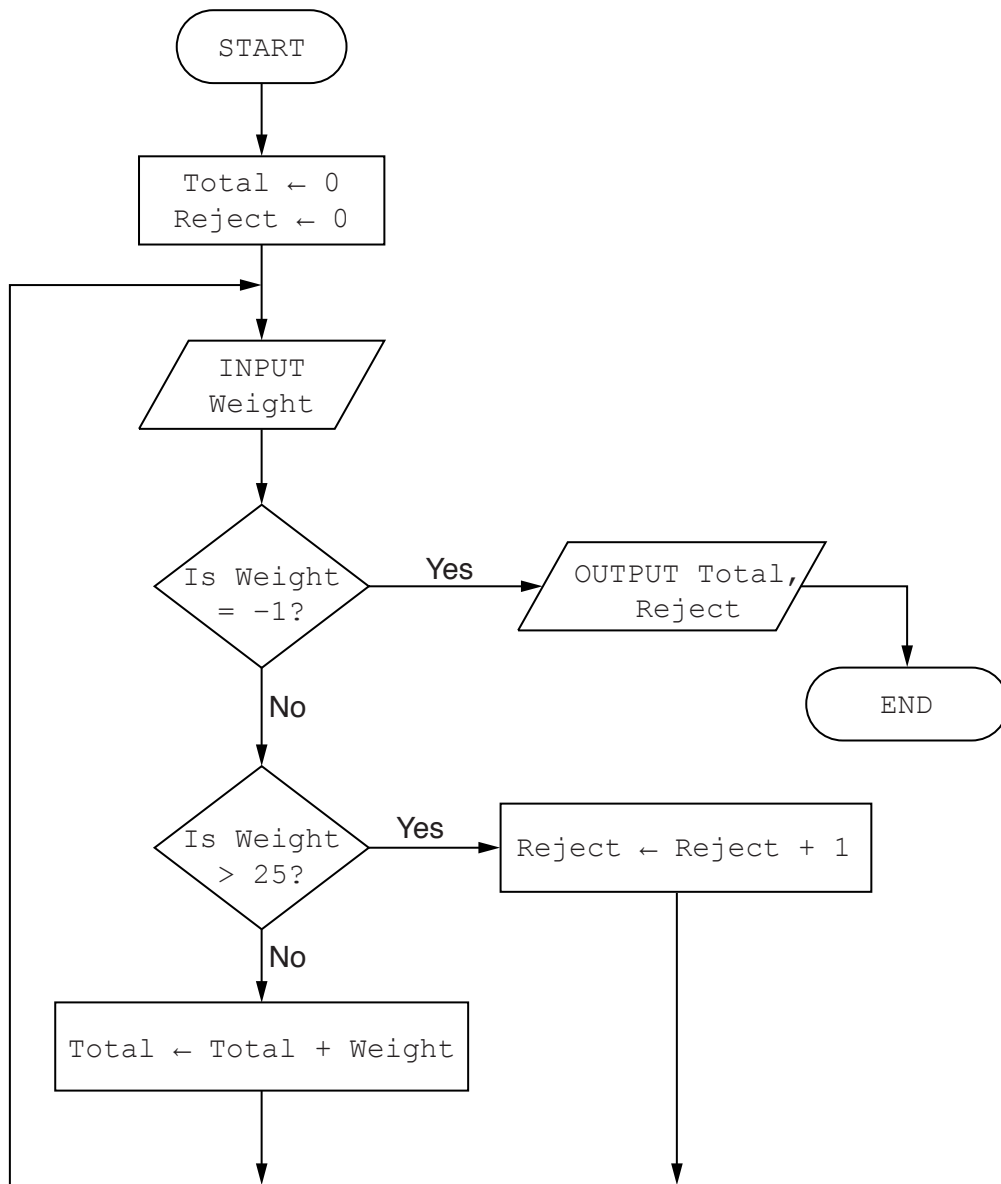 START
Total ← 0
Reject ← 0
INPUT
Weight
Is Weight
= –1?
Yes
OUTPUT Total,
Reject
END
No
Is Weight
> 25?
Yes
Reject ← Reject + 1
No
Total ← Total + Weight